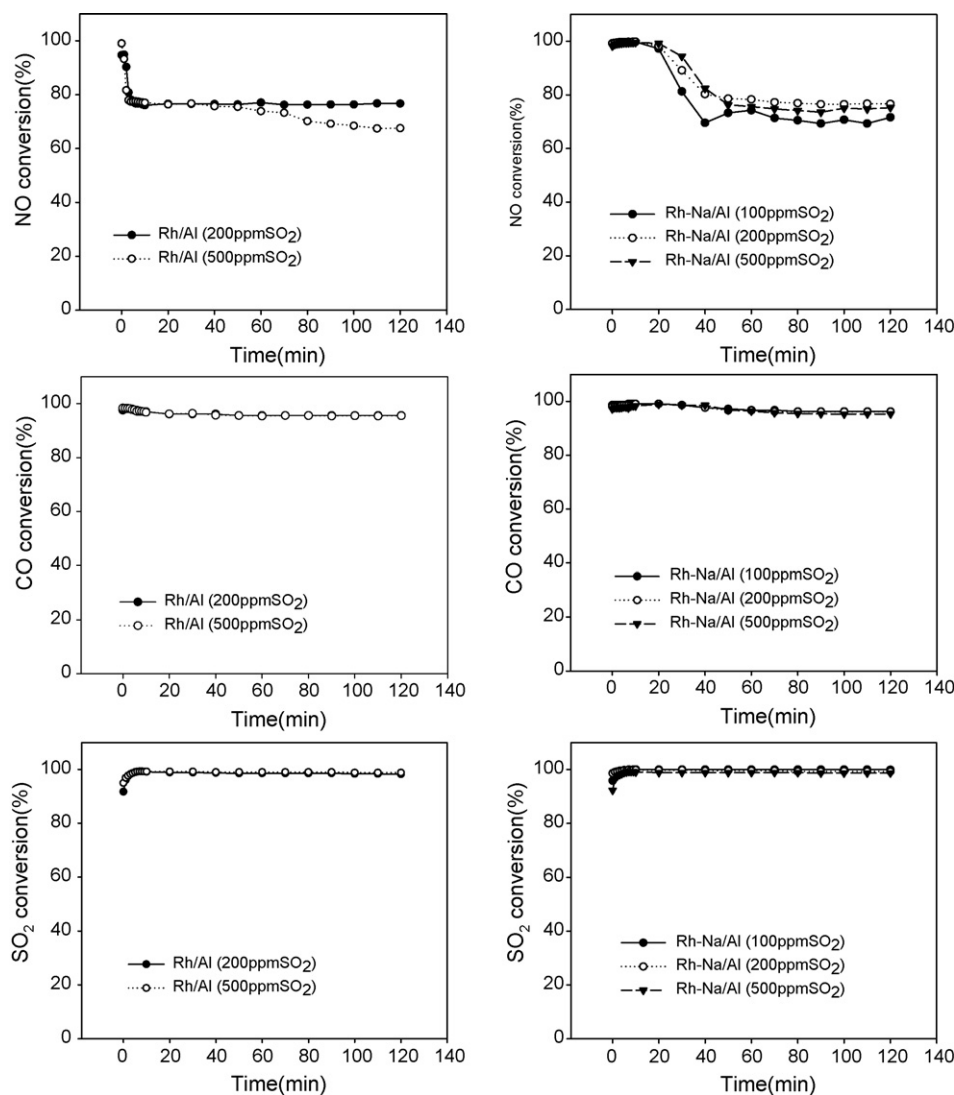 NO conversion(%)
100
80
60
40
20
0
Rh/Al (200ppmSO2)
Rh/Al (500ppmSO2)
0 20 40 60 80 100 120 140
Time(min)
NO conversion(%)
100
80
60
40
20
0
Rh-Na/Al (100ppmSO2)
Rh-Na/Al (200ppmSO2)
Rh-Na/Al (500ppmSO2)
0 20 40 60 80 100 120 140
Time(min)
CO conversion(%)
100
80
60
40
20
0
Rh/Al (200ppmSO2)
Rh/Al (500ppmSO2)
0 20 40 60 80 100 120 140
Time(min)
CO conversion(%)
100
80
60
40
20
0
Rh-Na/Al (100ppmSO2)
Rh-Na/Al (200ppmSO2)
Rh-Na/Al (500ppmSO2)
0 20 40 60 80 100 120 140
Time(min)
SO2 conversion(%)
100
80
60
40
20
0
Rh/Al (200ppmSO2)
Rh/Al (500ppmSO2)
0 20 40 60 80 100 120 140
Time(min)
SO2 conversion(%)
100
80
60
40
20
0
Rh-Na/Al (100ppmSO2)
Rh-Na/Al (200ppmSO2)
Rh-Na/Al (500ppmSO2)
0 20 40 60 80 100 120 140
Time(min)